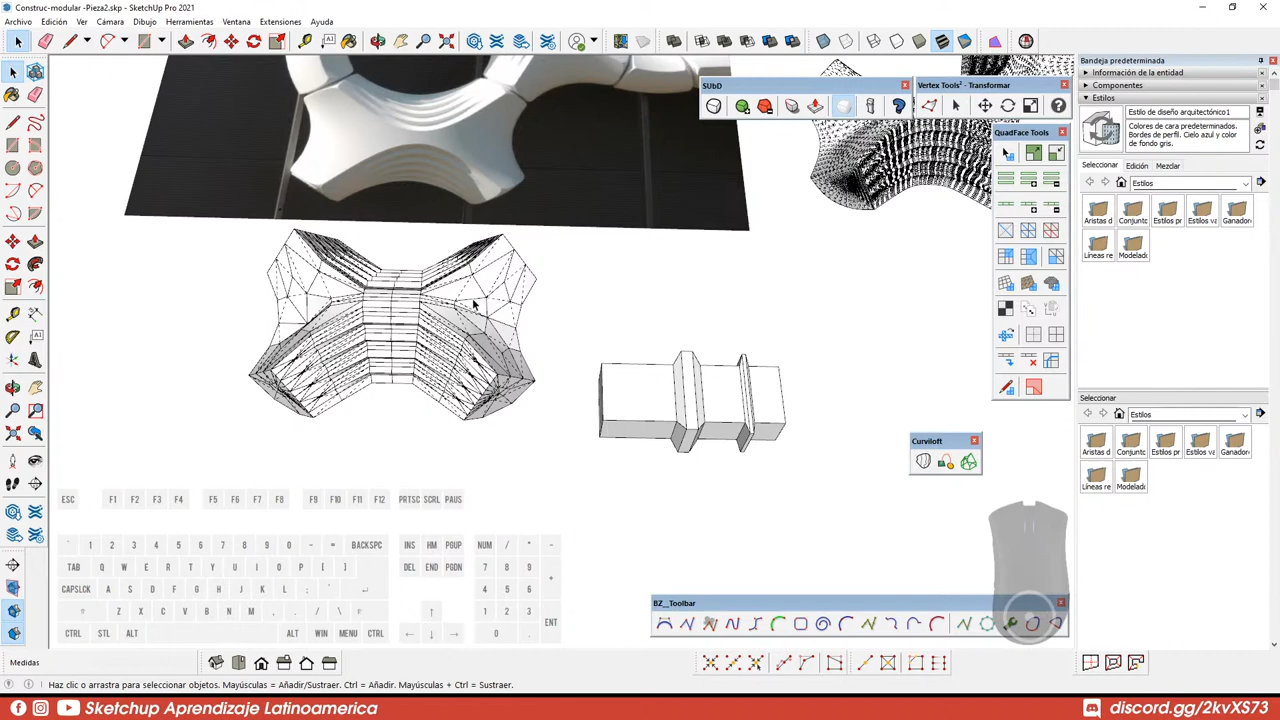 Construc-modular -Pieza2.skp - SketchUp Pro 2021
Archivo Edición Ver Cámara Dibujo Herramientas Ventana Extensiones Ayuda
Bandeja predeterminada
Información de la entidad
Componentes
Estilos
Estilo de diseño arquitectónico1
Colores de cara predeterminados.
Bordes de perfil. Cielo azul y color
de fondo gris.
Seleccionar Edición Mezclar
Estilos
Aristas d Conjunto Estilos pr Estilos va Ganador
Líneas re Modelad
Seleccionar
Estilos
Aristas d Conjunto Estilos pr Estilos va Ganador
Líneas re Modelad
SUbD
Vertex Tools² - Transformar
QuadFace Tools
Curviloft
BZ__Toolbar
ESC F1 F2 F3 F4 F5 F6 F7 F8 F9 F10 F11 F12 PRTSC SCRL PAUS
` 1 2 3 4 5 6 7 8 9 0 - = BACKSPC INS HM PGUP NUM / * -
TAB Q W E R T Y U I O P [ ] DEL END PGDN 7 8 9
+
CAPSLCK A S D F G H J K L ; ' ↵ 4 5 6
⇧ Z X C V B N M , . / \ ⇧ ↑ 1 2 3
ENT
CTRL STL ALT ALT WIN MENU CTRL ← ↓ → 0 .
Medidas
Haz clic o arrastra para seleccionar objetos. Mayúsculas = Añadir/Sustraer. Ctrl = Añadir. Mayúsculas + Ctrl = Sustraer.
Sketchup Aprendizaje Latinoamerica
discord.gg/2kvXS73